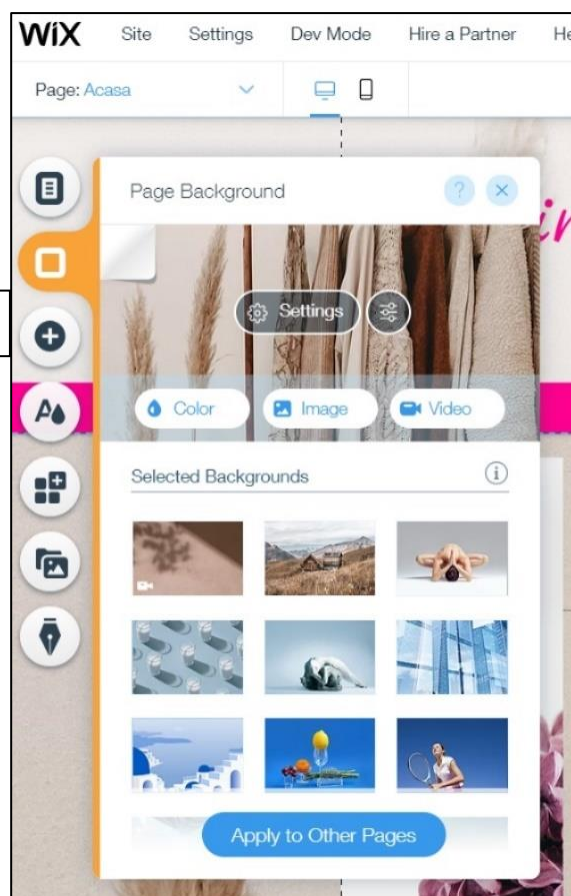 WiX Site Settings Dev Mode Hire a Partner
Page: Acasa
Page Background ?
Settings
Color Image Video
Selected Backgrounds
Apply to Other Pages